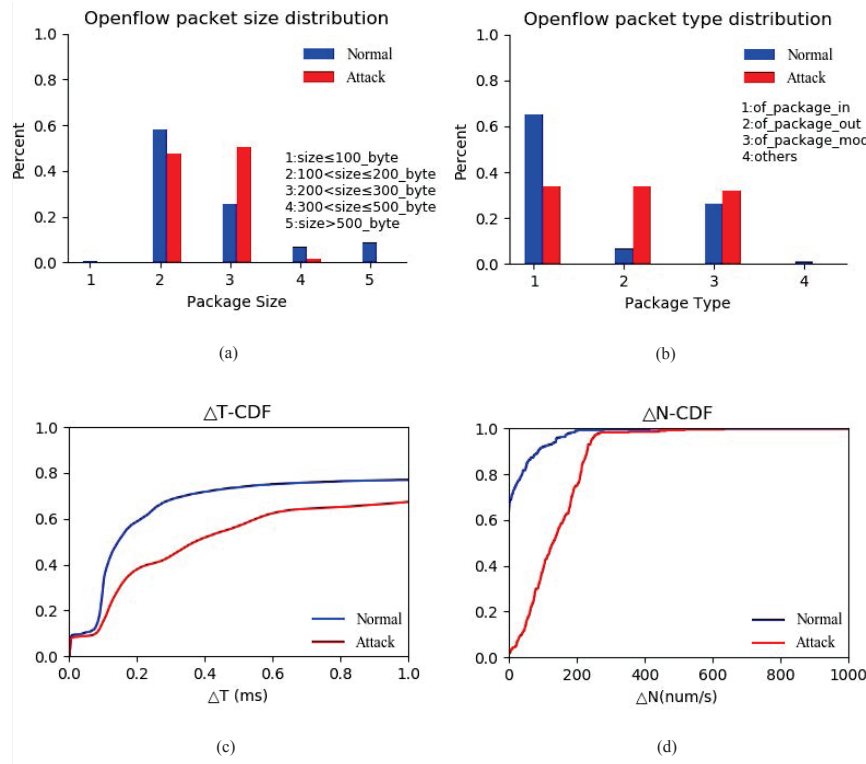 Openflow packet size distribution
1.0
0.8
0.6
0.4
0.2
0.0
Percent
Normal
Attack
1:size≤100_byte
2:100<size≤200_byte
3:200<size≤300_byte
4:300<size≤500_byte
5:size>500_byte
1 2 3 4 5
Package Size
(a)
Openflow packet type distribution
1.0
0.8
0.6
0.4
0.2
0.0
Percent
Normal
Attack
1:of_package_in
2:of_package_out
3:of_package_mod
4:others
1 2 3 4
Package Type
(b)
△T-CDF
1.0
0.8
0.6
0.4
0.2
0.0
Normal
Attack
0.0 0.2 0.4 0.6 0.8 1.0
△T (ms)
(c)
△N-CDF
1.0
0.8
0.6
0.4
0.2
0.0
Normal
Attack
0 200 400 600 800 1000
△N(num/s)
(d)